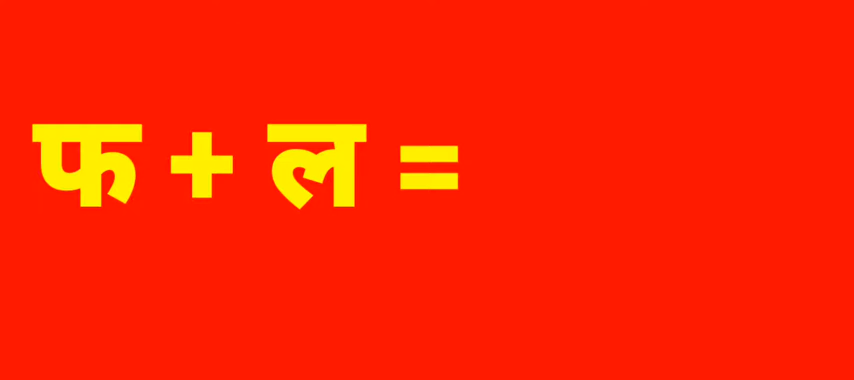 फ + ल =